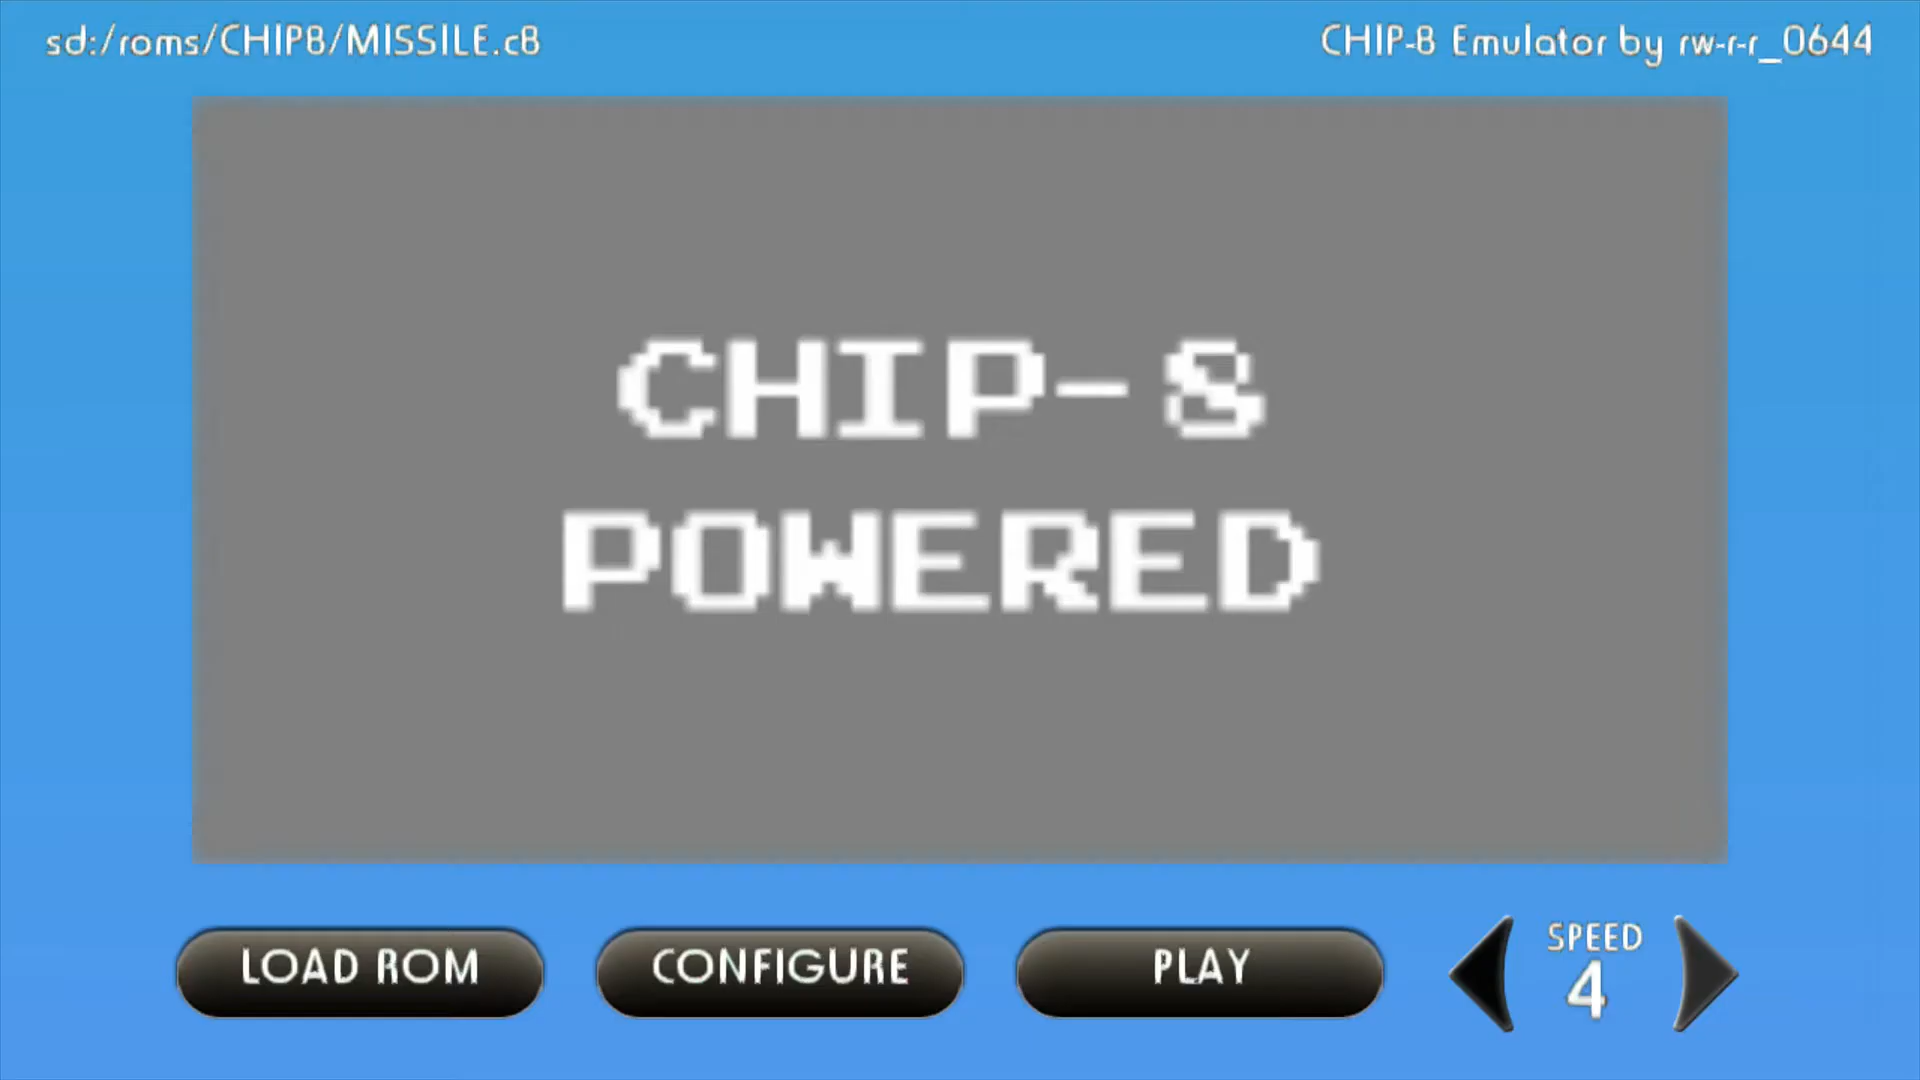 sd:/roms/CHIP8/MISSILE.c8
CHIP-8 Emulator by rw-r-r_0644
CHIP-8
POWERED
LOAD ROM
CONFIGURE
PLAY
SPEED
4